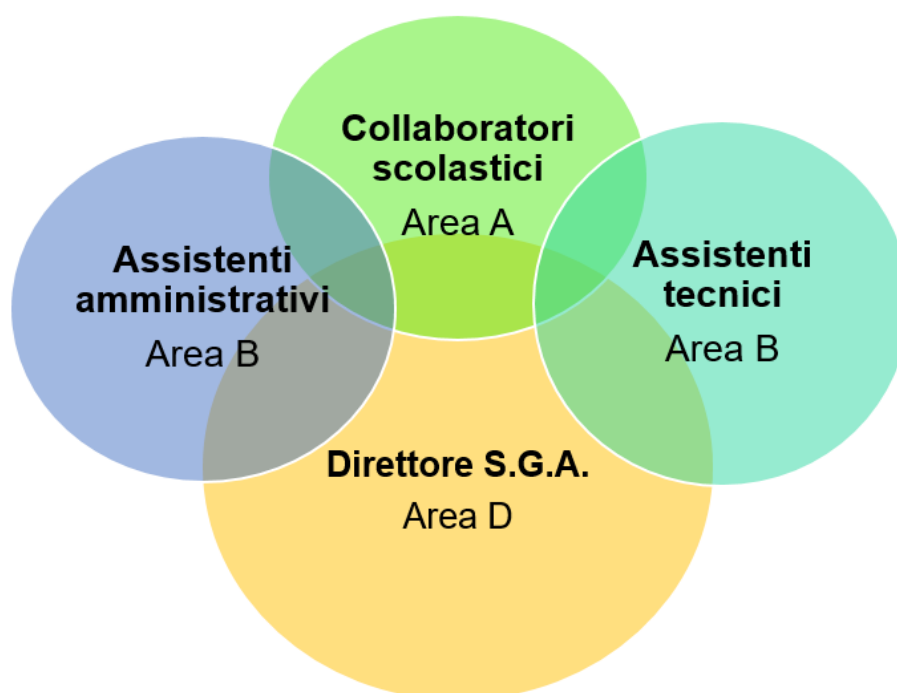 Collaboratori
scolastici
Area A
Assistenti
amministrativi
Area B
Assistenti
tecnici
Area B
Direttore S.G.A.
Area D